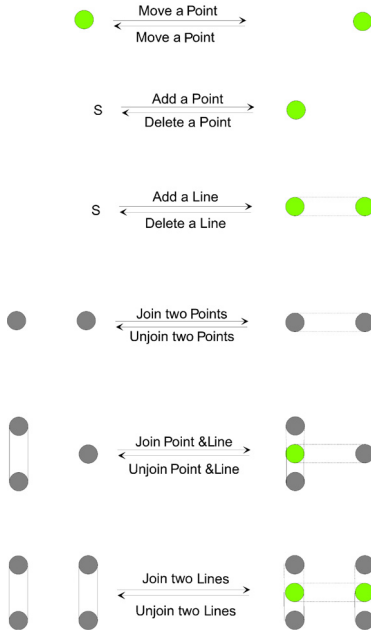 Move a Point
Move a Point
S
Add a Point
Delete a Point
S
Add a Line
Delete a Line
Join two Points
Unjoin two Points
Join Point &Line
Unjoin Point &Line
Join two Lines
Unjoin two Lines